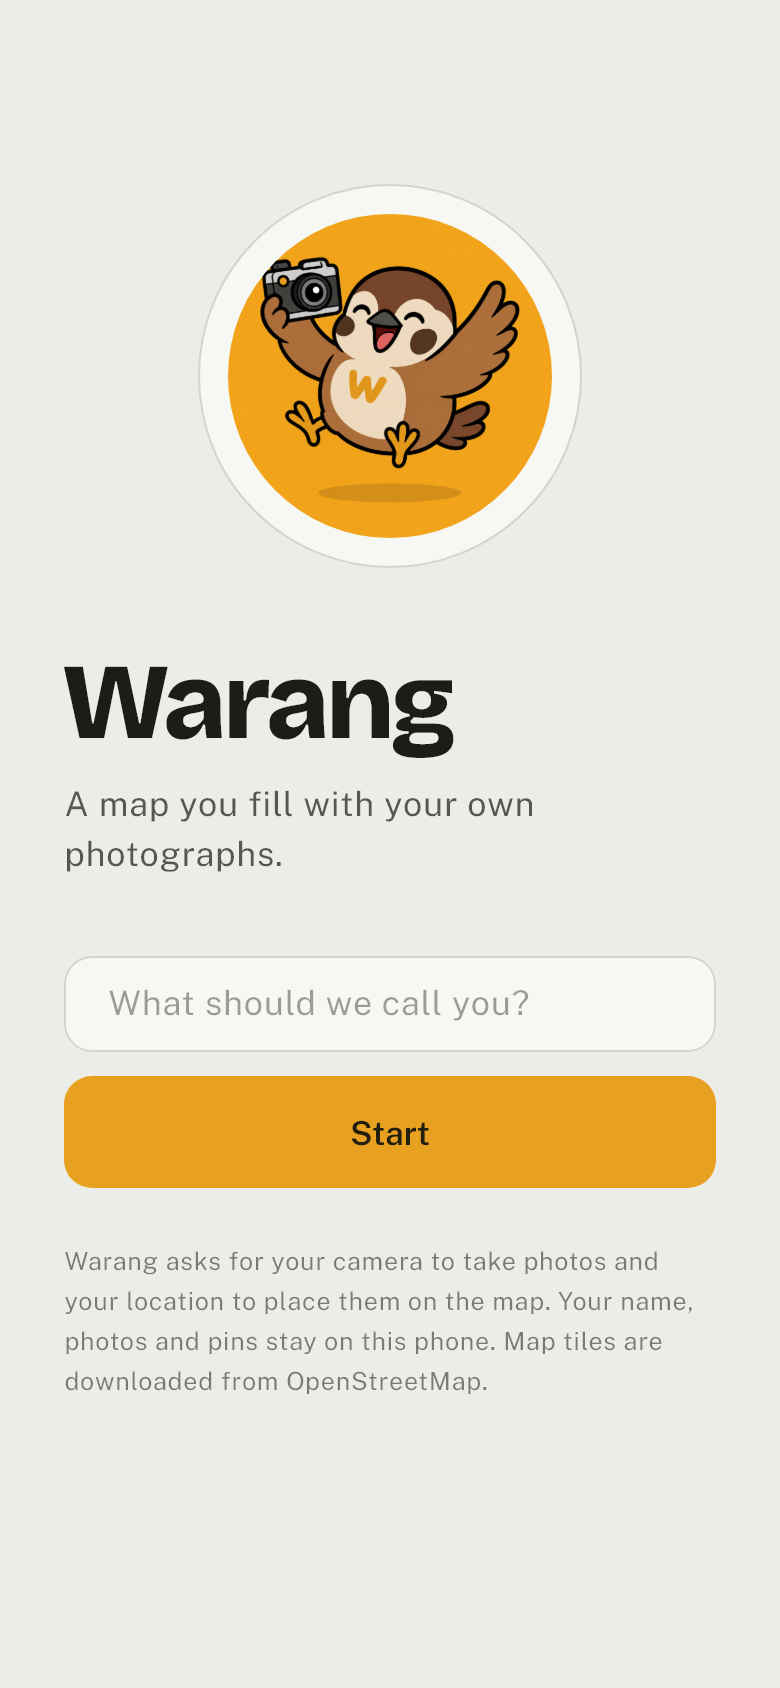 W
Warang
A map you fill with your own
photographs.
What should we call you?
Start
Warang asks for your camera to take photos and
your location to place them on the map. Your name,
photos and pins stay on this phone. Map tiles are
downloaded from OpenStreetMap.